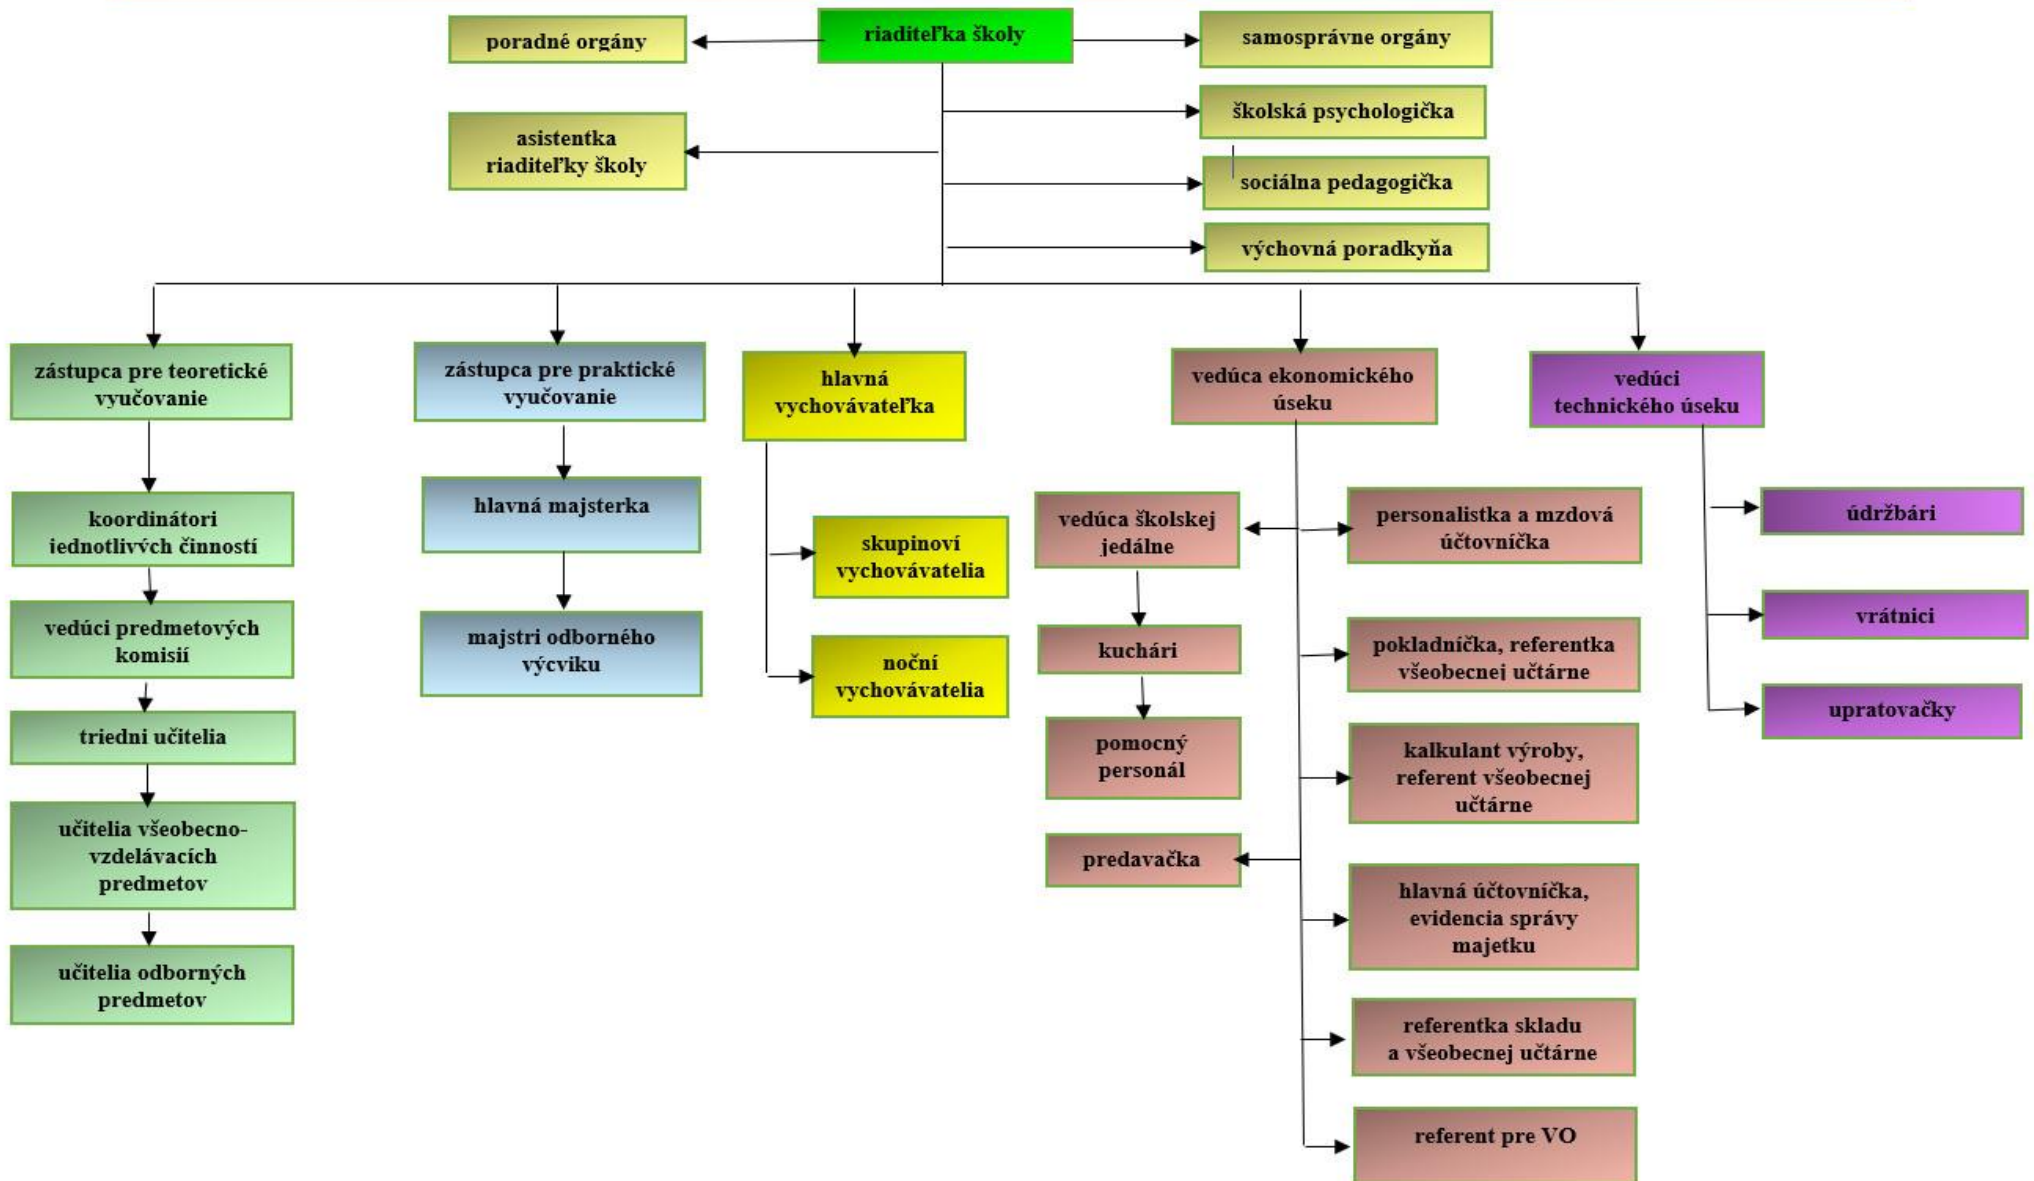 riaditeľka školy
poradné orgány
samosprávne orgány
školská psychologička
asistentka
riaditeľky školy
sociálna pedagogička
výchovná poradkyňa
zástupca pre teoretické
vyučovanie
zástupca pre praktické
vyučovanie
hlavná
vychovávateľka
vedúca ekonomického
úseku
vedúci
technického úseku
koordinátori
jednotlivých činností
vedúci predmetových
komisií
triedni učitelia
učitelia všeobecno-
vzdelávacích
predmetov
učitelia odborných
predmetov
hlavná majsterka
majstri odborného
výcviku
skupinoví
vychovávatelia
noční
vychovávatelia
vedúca školskej
jedálne
kuchári
pomocný
personál
predavačka
personalistka a mzdová
účtovníčka
pokladníčka, referentka
všeobecnej učtárne
kalkulant výroby,
referent všeobecnej
učtárne
hlavná účtovníčka,
evidencia správy
majetku
referentka skladu
a všeobecnej učtárne
referent pre VO
údržbári
vrátnici
upratovačky